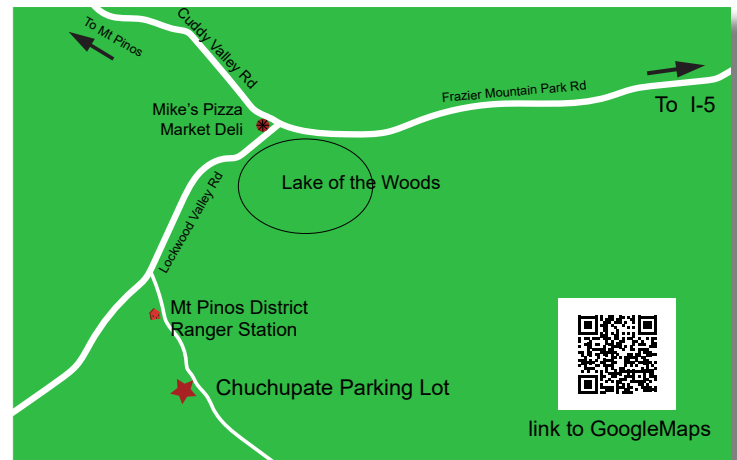 To Mt Pinos
Cuddy Valley Rd
Frazier Mountain Park Rd
To I-5
Mike's Pizza
Market Deli
Lake of the Woods
Lockwood Valley Rd
Mt Pinos District
Ranger Station
Chuchupate Parking Lot
link to GoogleMaps